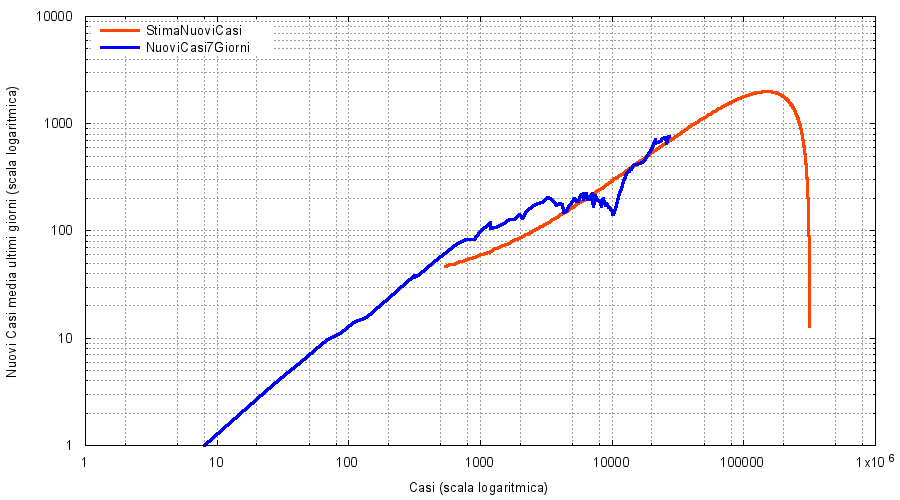 10000
1000
100
10
1
StimaNuoviCasi
NuoviCasi7Giorni
Nuovi Casi media ultimi giorni (scala logaritmica)
1 10 100 1000 10000 100000 1x10 6
Casi (scala logaritmica)